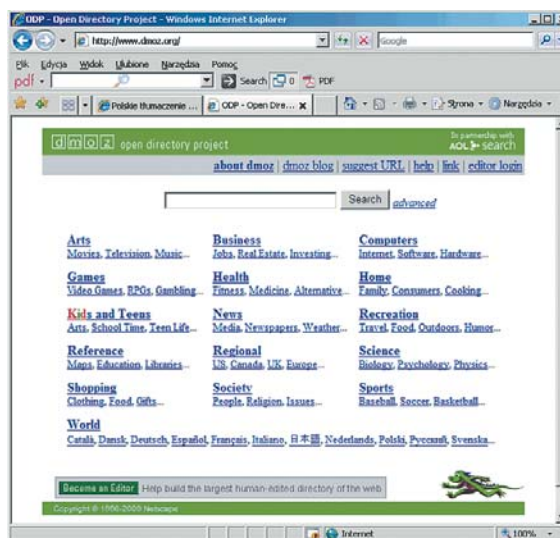 ODP - Open Directory Project - Windows Internet Explorer
http://www.dmoz.org/
Google
Plik Edycja Widok Ulubione Narzędzia Pomoc
pdf Search 0 PDF
Polskie tłumaczenie ... ODP - Open Dire... x Strona Narzędzia
dmoz open directory project
In partnership with
AOL search
about dmoz | dmoz blog | suggest URL | help | link | editor login
Search advanced
Arts Business Computers
Movies, Television, Music... Jobs, Real Estate, Investing... Internet, Software, Hardware...
Games Health Home
Video Games, RPGs, Gambling... Fitness, Medicine, Alternative... Family, Consumers, Cooking...
Kids and Teens News Recreation
Arts, School Time, Teen Life... Media, Newspapers, Weather... Travel, Food, Outdoors, Humor...
Reference Regional Science
Maps, Education, Libraries... US, Canada, UK, Europe... Biology, Psychology, Physics...
Shopping Society Sports
Clothing, Food, Gifts... People, Religion, Issues... Baseball, Soccer, Basketball...
World
Català, Dansk, Deutsch, Español, Français, Italiano, 日本語, Nederlands, Polski, Русский, Svenska...
Become an Editor Help build the largest human-edited directory of the web
Copyright © 1998-2009 Netscape
Internet 100%